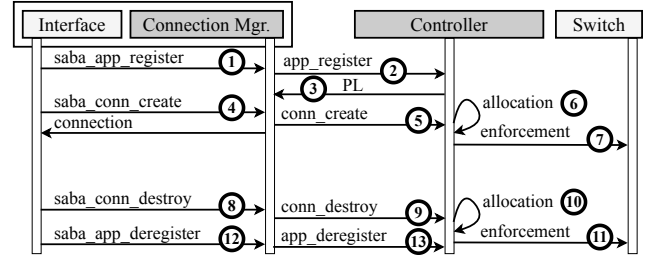 Interface Connection Mgr. Controller Switch
saba_app_register 1 app_register 2
3 PL
saba_conn_create 4 conn_create 5 allocation 6
connection enforcement 7
saba_conn_destroy 8 conn_destroy 9 allocation 10
saba_app_deregister 12 app_deregister 13 enforcement 11